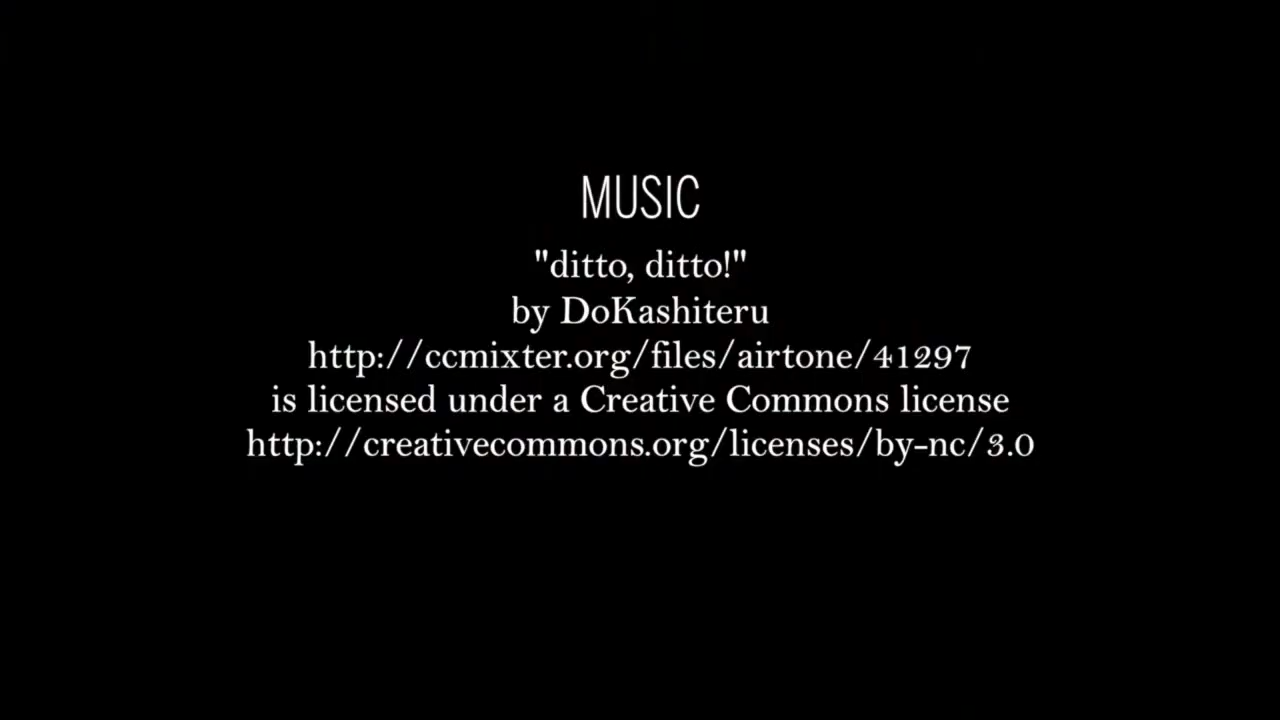 MUSIC
"ditto, ditto!"
by DoKashiteru
http://ccmixter.org/files/airtone/41297
is licensed under a Creative Commons license
http://creativecommons.org/licenses/by-nc/3.0